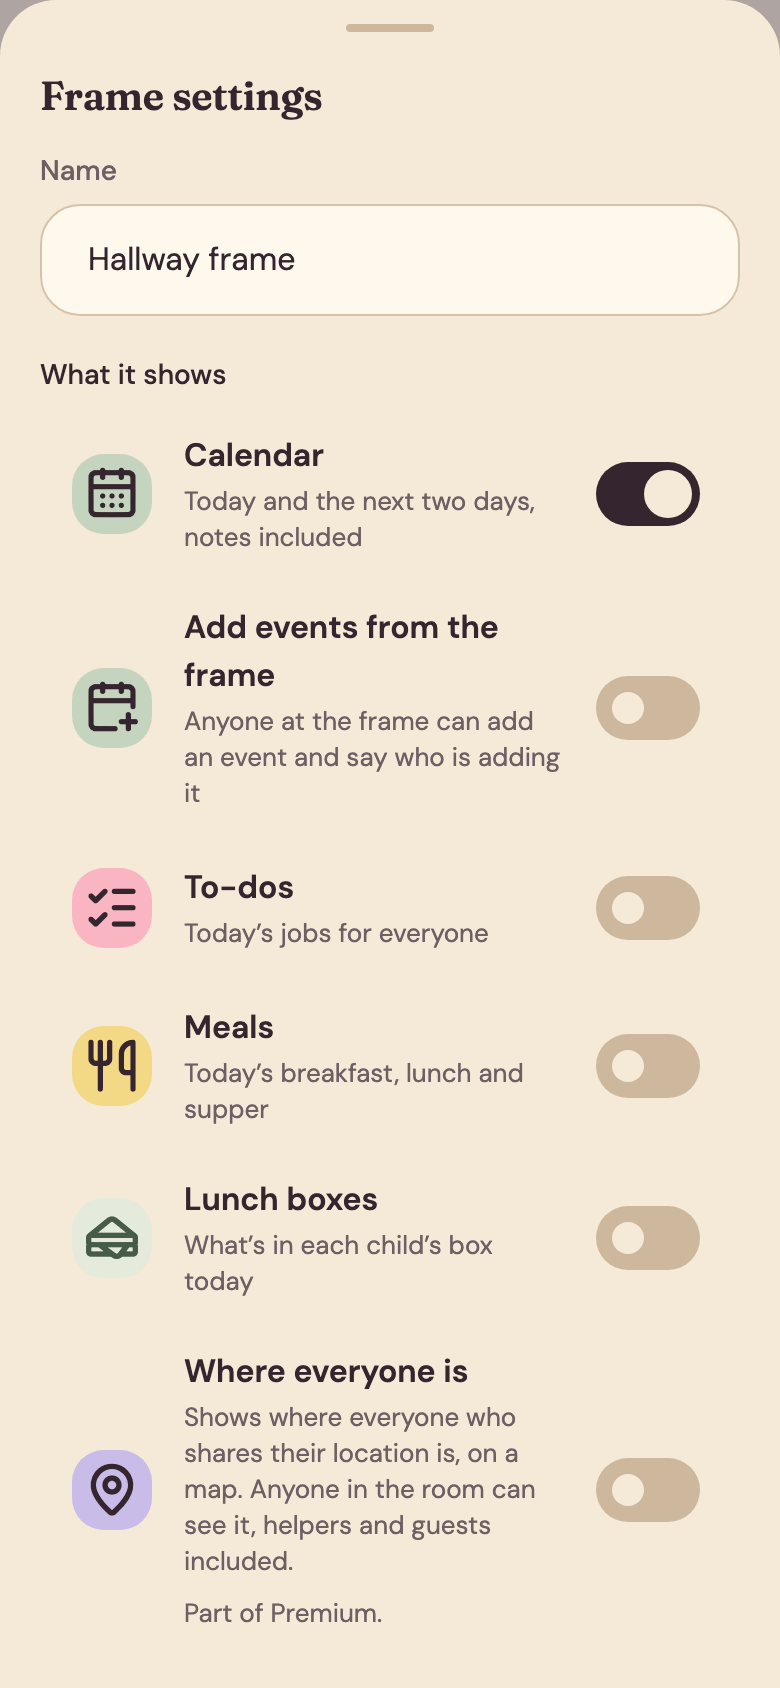 Frame settings
Name
Hallway frame
What it shows
Calendar
Today and the next two days,
notes included
Add events from the
frame
Anyone at the frame can add
an event and say who is adding
it
To-dos
Today’s jobs for everyone
Meals
Today’s breakfast, lunch and
supper
Lunch boxes
What’s in each child’s box
today
Where everyone is
Shows where everyone who
shares their location is, on a
map. Anyone in the room can
see it, helpers and guests
included.
Part of Premium.